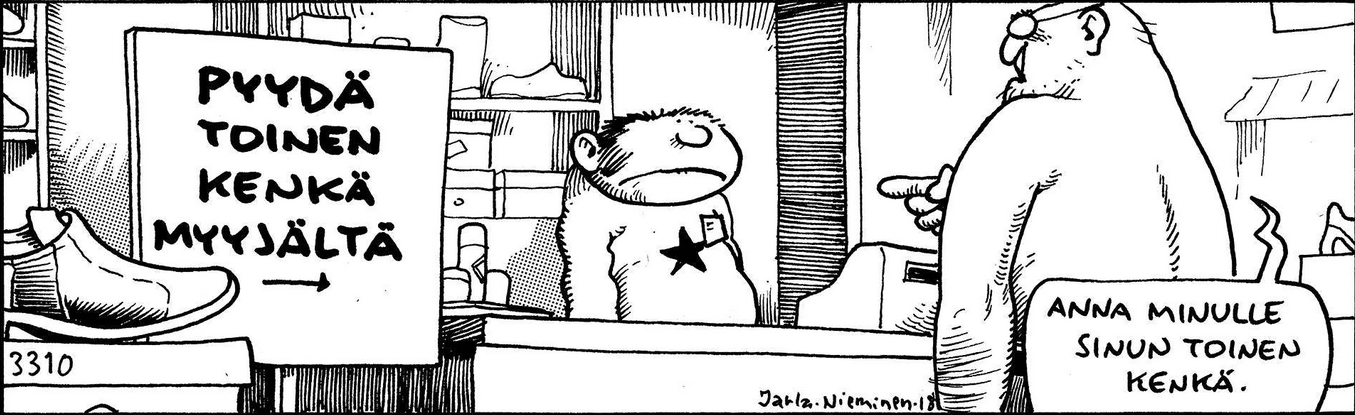 PYYDÄ
TOINEN
KENKÄ
MYYJÄLTÄ
3310
ANNA MINULLE
SINUN TOINEN
KENKÄ.
Jarla-Nieminen-18